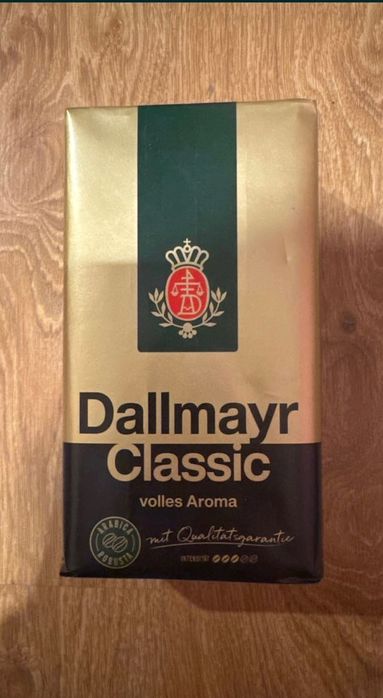 Dallmayr
Classic
volles Aroma
ARABICA
ROBUSTA
mit Qualitätsgarantie
INTENSITÄT